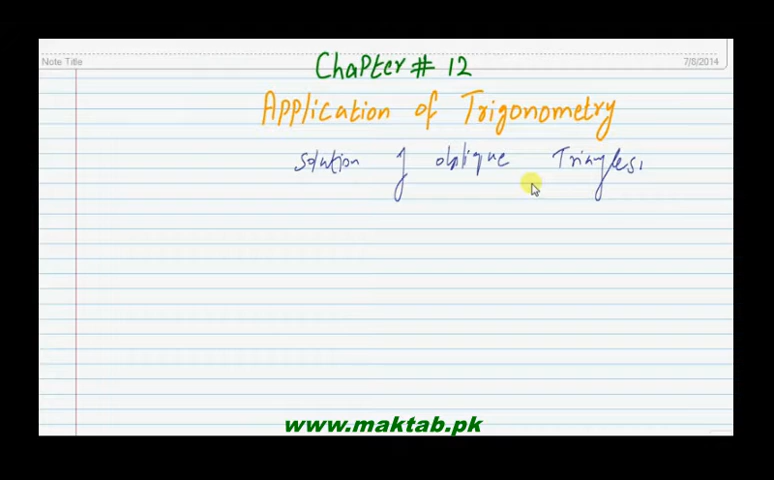 Note Title
7/8/2014
Chapter # 12
Application of Trigonometry
Solution of oblique Triangles.
www.maktab.pk